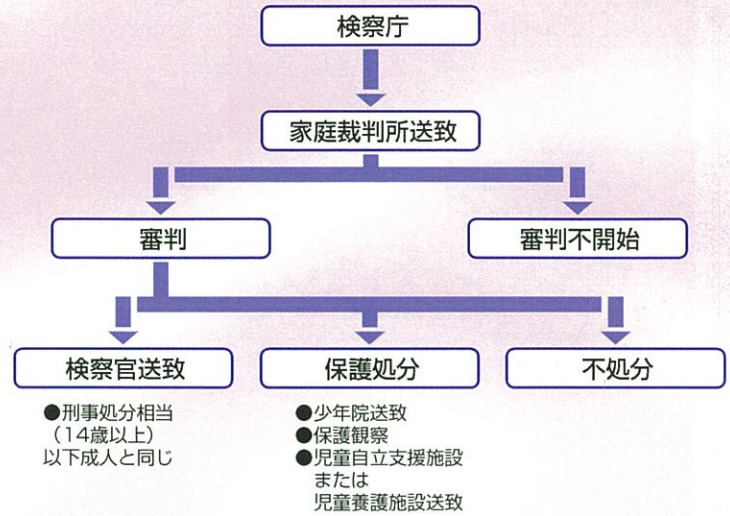 検察庁
家庭裁判所送致
審判
審判不開始
検察官送致
保護処分
不処分
●刑事処分相当
（14歳以上）
以下成人と同じ
●少年院送致
●保護観察
●児童自立支援施設
または
児童養護施設送致